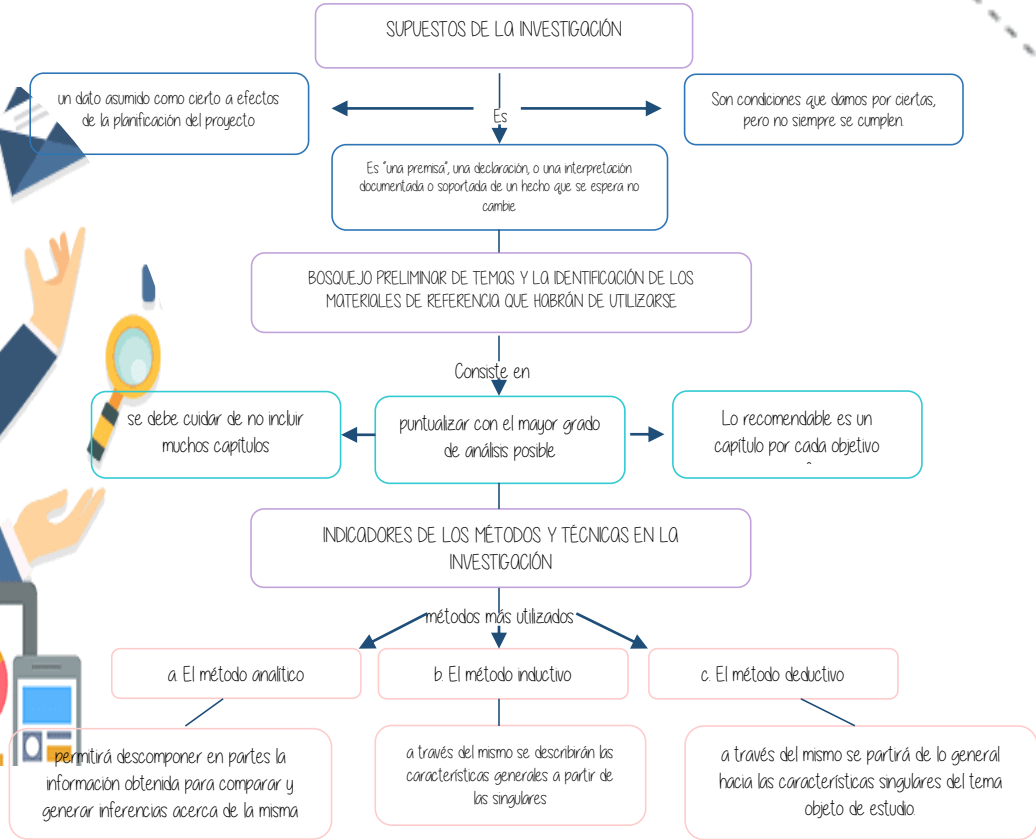 SUPUESTOS DE LA INVESTIGACIÓN
un dato asumido como cierto a efectos
de la planificación del proyecto
Es
Son condiciones que damos por ciertas,
pero no siempre se cumplen.
Es "una premisa", una declaración, o una interpretación
documentada o soportada de un hecho que se espera no
cambie
BOSQUEJO PRELIMINAR DE TEMAS Y LA IDENTIFICACIÓN DE LOS
MATERIALES DE REFERENCIA QUE HABRÁN DE UTILIZARSE
Consiste en
se debe cuidar de no incluir
muchos capítulos
puntualizar con el mayor grado
de análisis posible
Lo recomendable es un
capítulo por cada objetivo
INDICADORES DE LOS MÉTODOS Y TÉCNICAS EN LA
INVESTIGACIÓN
métodos más utilizados
a. El método analítico
b. El método inductivo
c. El método deductivo
permitirá descomponer en partes la
información obtenida para comparar y
generar inferencias acerca de la misma
a través del mismo se describirán las
características generales a partir de
las singulares
a través del mismo se partirá de lo general
hacia las características singulares del tema
objeto de estudio.